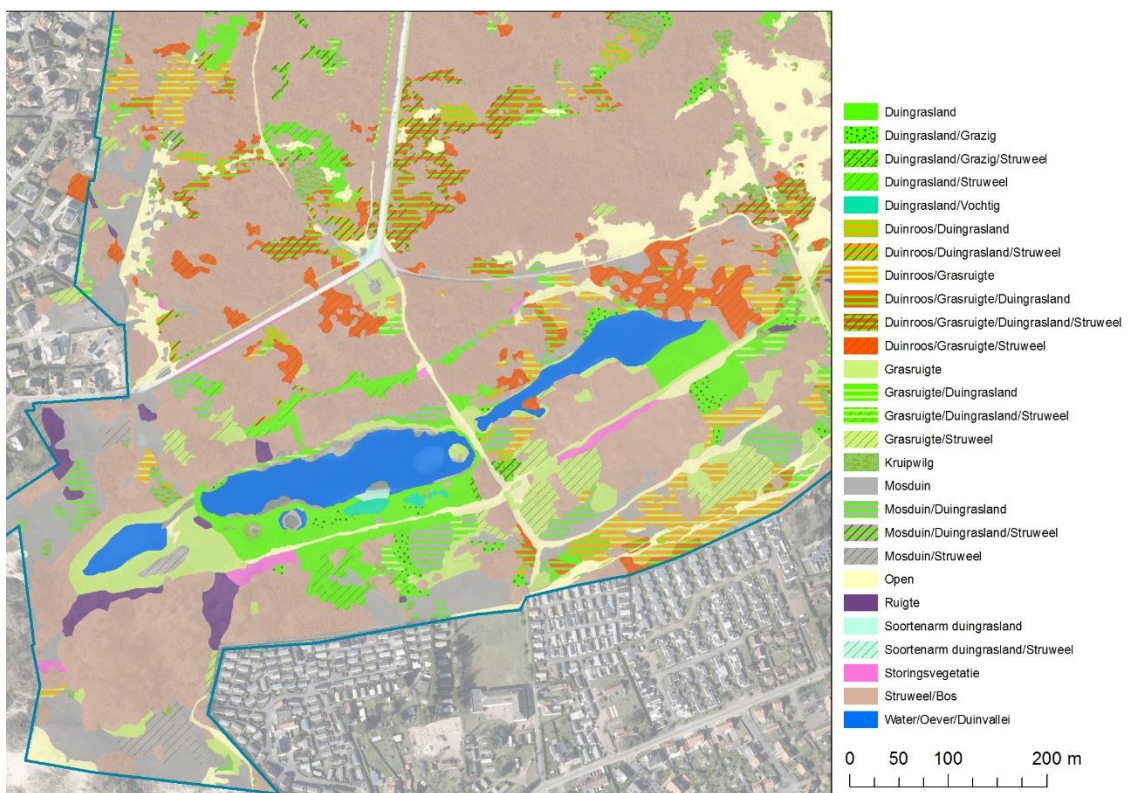 Duingrasland
Duingrasland/Grazig
Duingrasland/Grazig/Struweel
Duingrasland/Struweel
Duingrasland/Vochtig
Duinroos/Duingrasland
Duinroos/Duingrasland/Struweel
Duinroos/Grasruigte
Duinroos/Grasruigte/Duingrasland
Duinroos/Grasruigte/Duingrasland/Struweel
Duinroos/Grasruigte/Struweel
Grasruigte
Grasruigte/Duingrasland
Grasruigte/Duingrasland/Struweel
Grasruigte/Struweel
Kruipwilg
Mosduin
Mosduin/Duingrasland
Mosduin/Duingrasland/Struweel
Mosduin/Struweel
Open
Ruigte
Soortenarm duingrasland
Soortenarm duingrasland/Struweel
Storingsvegetatie
Struweel/Bos
Water/Oever/Duinvallei
0 50 100 200 m